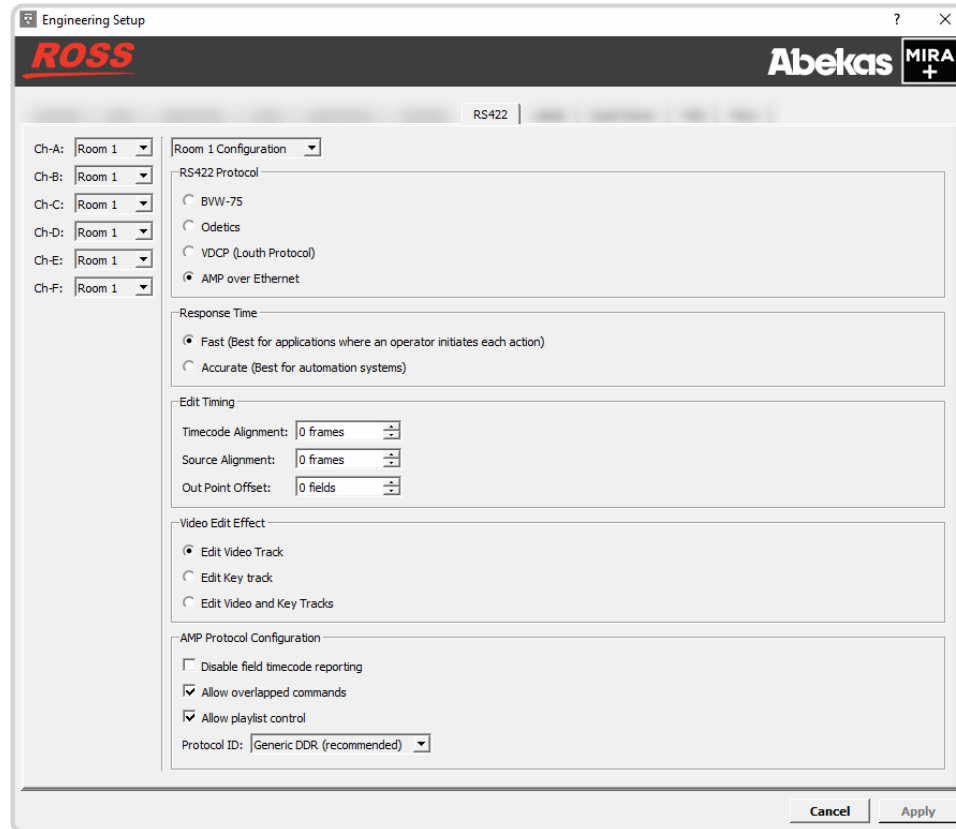 Engineering Setup
?
ROSS
Abekas MIRA +
RS422
Ch-A: Room 1
Ch-B: Room 1
Ch-C: Room 1
Ch-D: Room 1
Ch-E: Room 1
Ch-F: Room 1
Room 1 Configuration
RS422 Protocol
BVW-75
Odetics
VDCP (Louth Protocol)
AMP over Ethernet
Response Time
Fast (Best for applications where an operator initiates each action)
Accurate (Best for automation systems)
Edit Timing
Timecode Alignment: 0 frames
Source Alignment: 0 frames
Out Point Offset: 0 fields
Video Edit Effect
Edit Video Track
Edit Key track
Edit Video and Key Tracks
AMP Protocol Configuration
Disable field timecode reporting
Allow overlapped commands
Allow playlist control
Protocol ID: Generic DDR (recommended)
Cancel
Apply